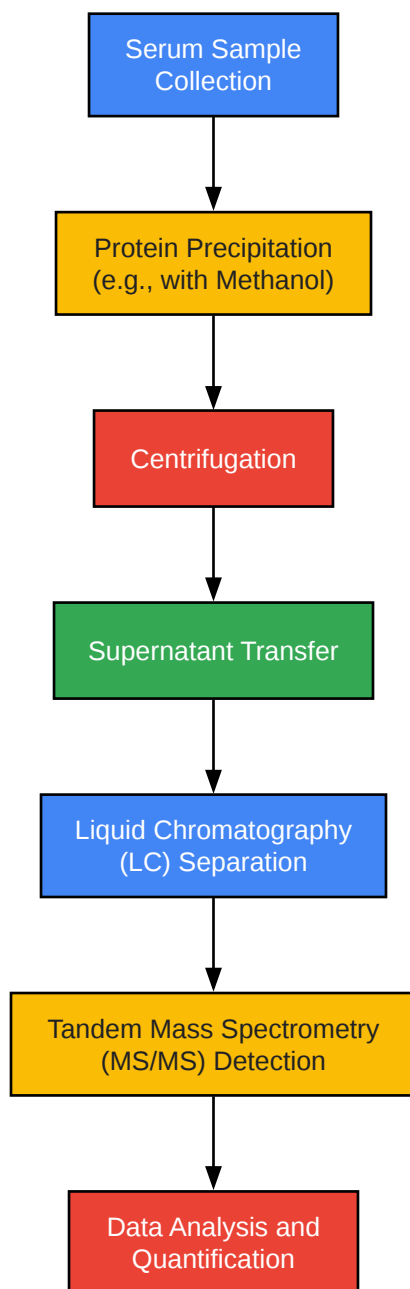 Serum Sample
Collection
Protein Precipitation
(e.g., with Methanol)
Centrifugation
Supernatant Transfer
Liquid Chromatography
(LC) Separation
Tandem Mass Spectrometry
(MS/MS) Detection
Data Analysis and
Quantification